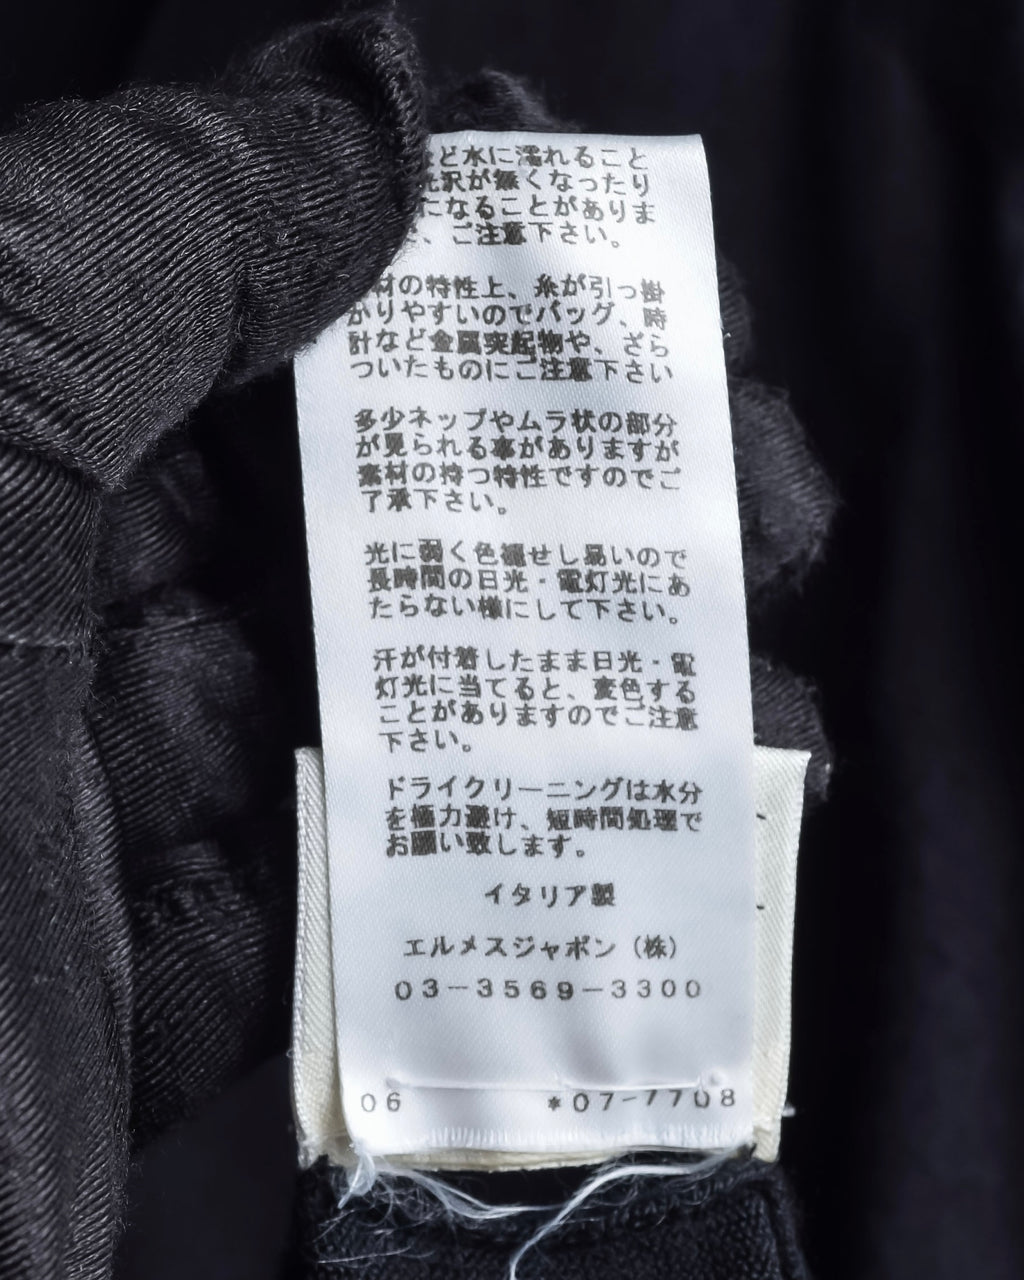 ど水に濡れること
沢が無くなったり
になることがありま
、ご注意下さい。
材の特性上、糸が引っ掛
かりやすいのでバッグ、時
計など金属突起物や、ざら
ついたものにご注意下さい
多少ネップやムラ状の部分
が見られる事がありますが
素材の持つ特性ですのでご
了承下さい。
光に弱く色褪せし易いので
長時間の日光・電灯光にあ
たらない様にして下さい。
汗が付着したまま日光・電
灯光に当てると、変色する
ことがありますのでご注意
下さい。
ドライクリーニングは水分
を極力避け、短時間処理で
お願い致します。
イタリア製
エルメスジャポン（株）
03-3569-3300
06 *07-7708